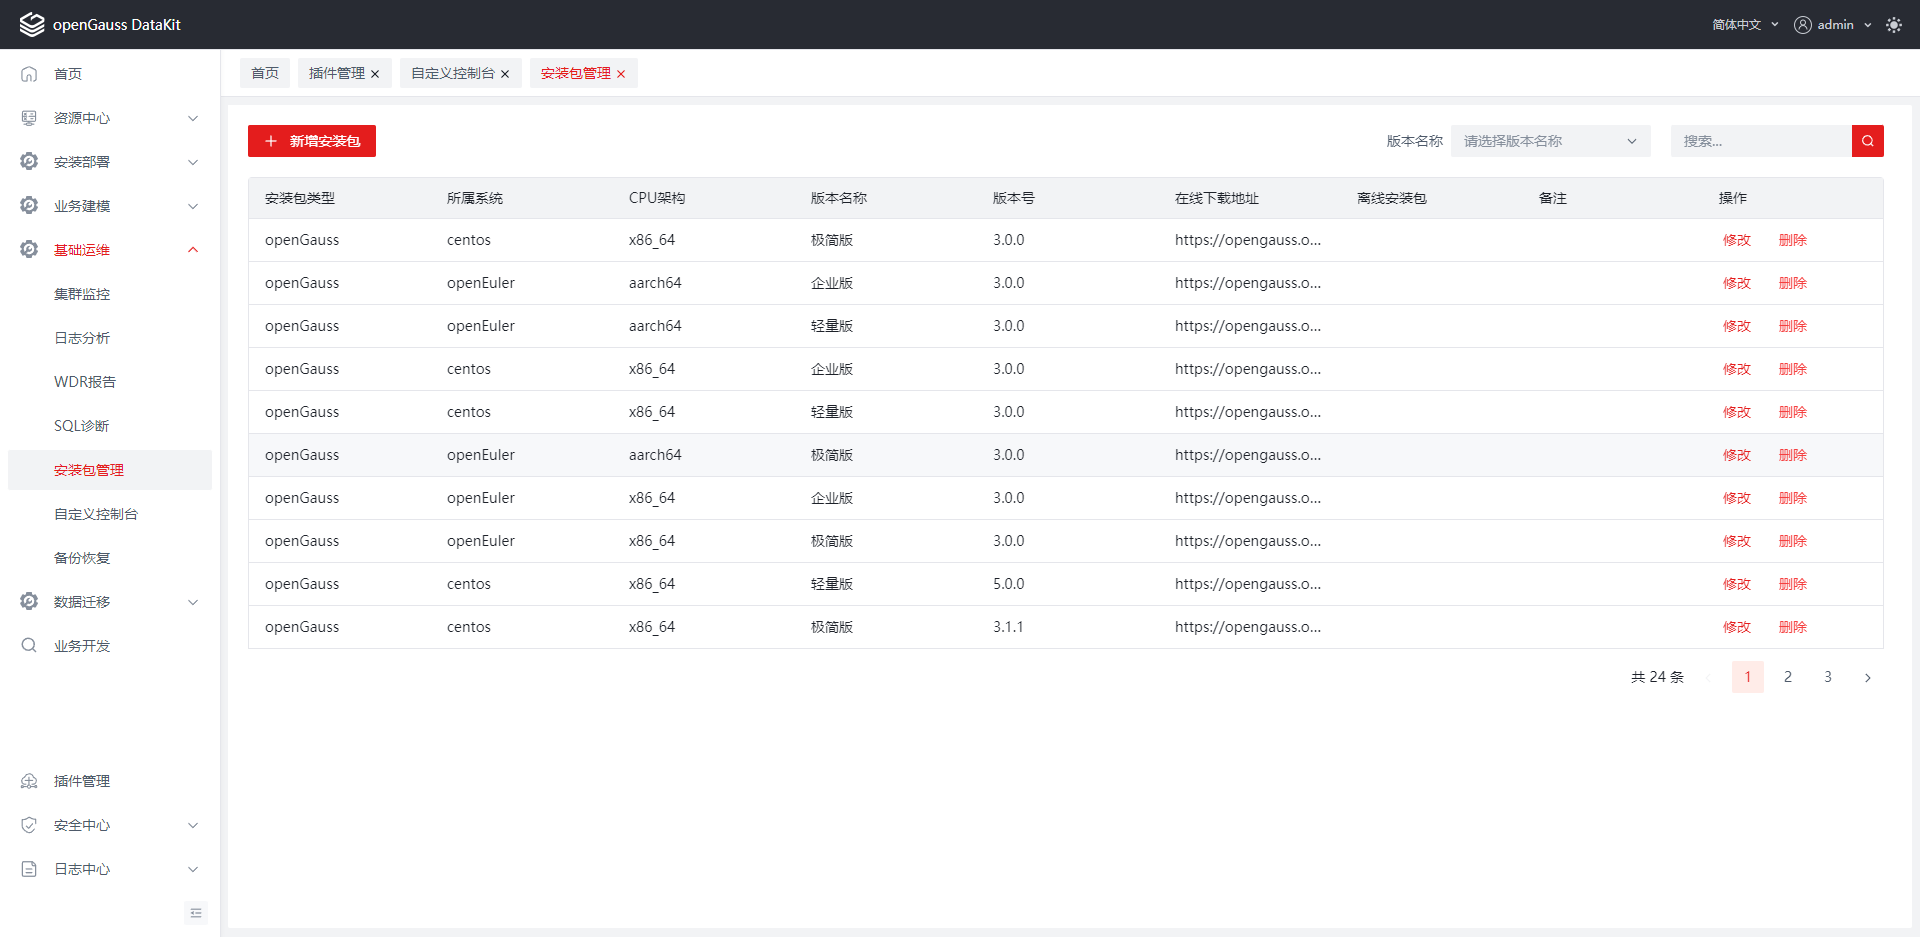 openGauss DataKit
简体中文 admin
首页
资源中心
安装部署
业务建模
基础运维
集群监控
日志分析
WDR报告
SQL诊断
安装包管理
自定义控制台
备份恢复
数据迁移
业务开发
插件管理
安全中心
日志中心
首页 插件管理 自定义控制台 安装包管理
新增安装包 版本名称 请选择版本名称 搜索...
安装包类型 所属系统 CPU架构 版本名称 版本号 在线下载地址 离线安装包 备注 操作
openGauss centos x86_64 极简版 3.0.0 https://opengauss.o... 修改 删除
openGauss openEuler aarch64 企业版 3.0.0 https://opengauss.o... 修改 删除
openGauss openEuler aarch64 轻量版 3.0.0 https://opengauss.o... 修改 删除
openGauss centos x86_64 企业版 3.0.0 https://opengauss.o... 修改 删除
openGauss centos x86_64 轻量版 3.0.0 https://opengauss.o... 修改 删除
openGauss openEuler aarch64 极简版 3.0.0 https://opengauss.o... 修改 删除
openGauss openEuler x86_64 企业版 3.0.0 https://opengauss.o... 修改 删除
openGauss openEuler x86_64 极简版 3.0.0 https://opengauss.o... 修改 删除
openGauss centos x86_64 轻量版 5.0.0 https://opengauss.o... 修改 删除
openGauss centos x86_64 极简版 3.1.1 https://opengauss.o... 修改 删除
共 24 条 1 2 3